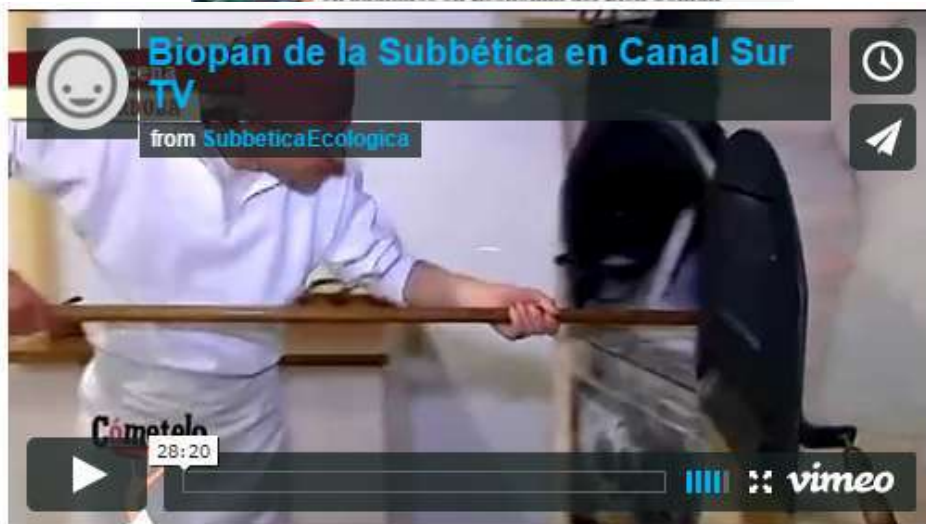 Biopan de la Subbética en Canal Sur
TV
from SubbeticaEcologica
Cómetelo
28:20
vimeo